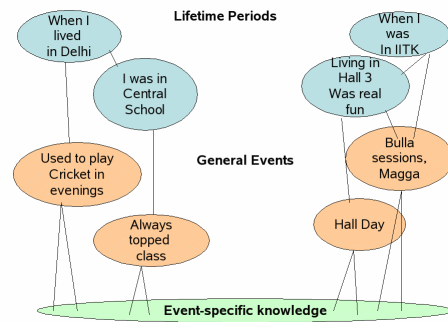 Lifetime Periods
When I
lived
in Delhi
I was in
Central
School
When I
was
In IITK
Living in
Hall 3
Was real
fun
General Events
Used to play
Cricket in
evenings
Always
topped
class
Bulla
sessions,
Magga
Hall Day
Event-specific knowledge